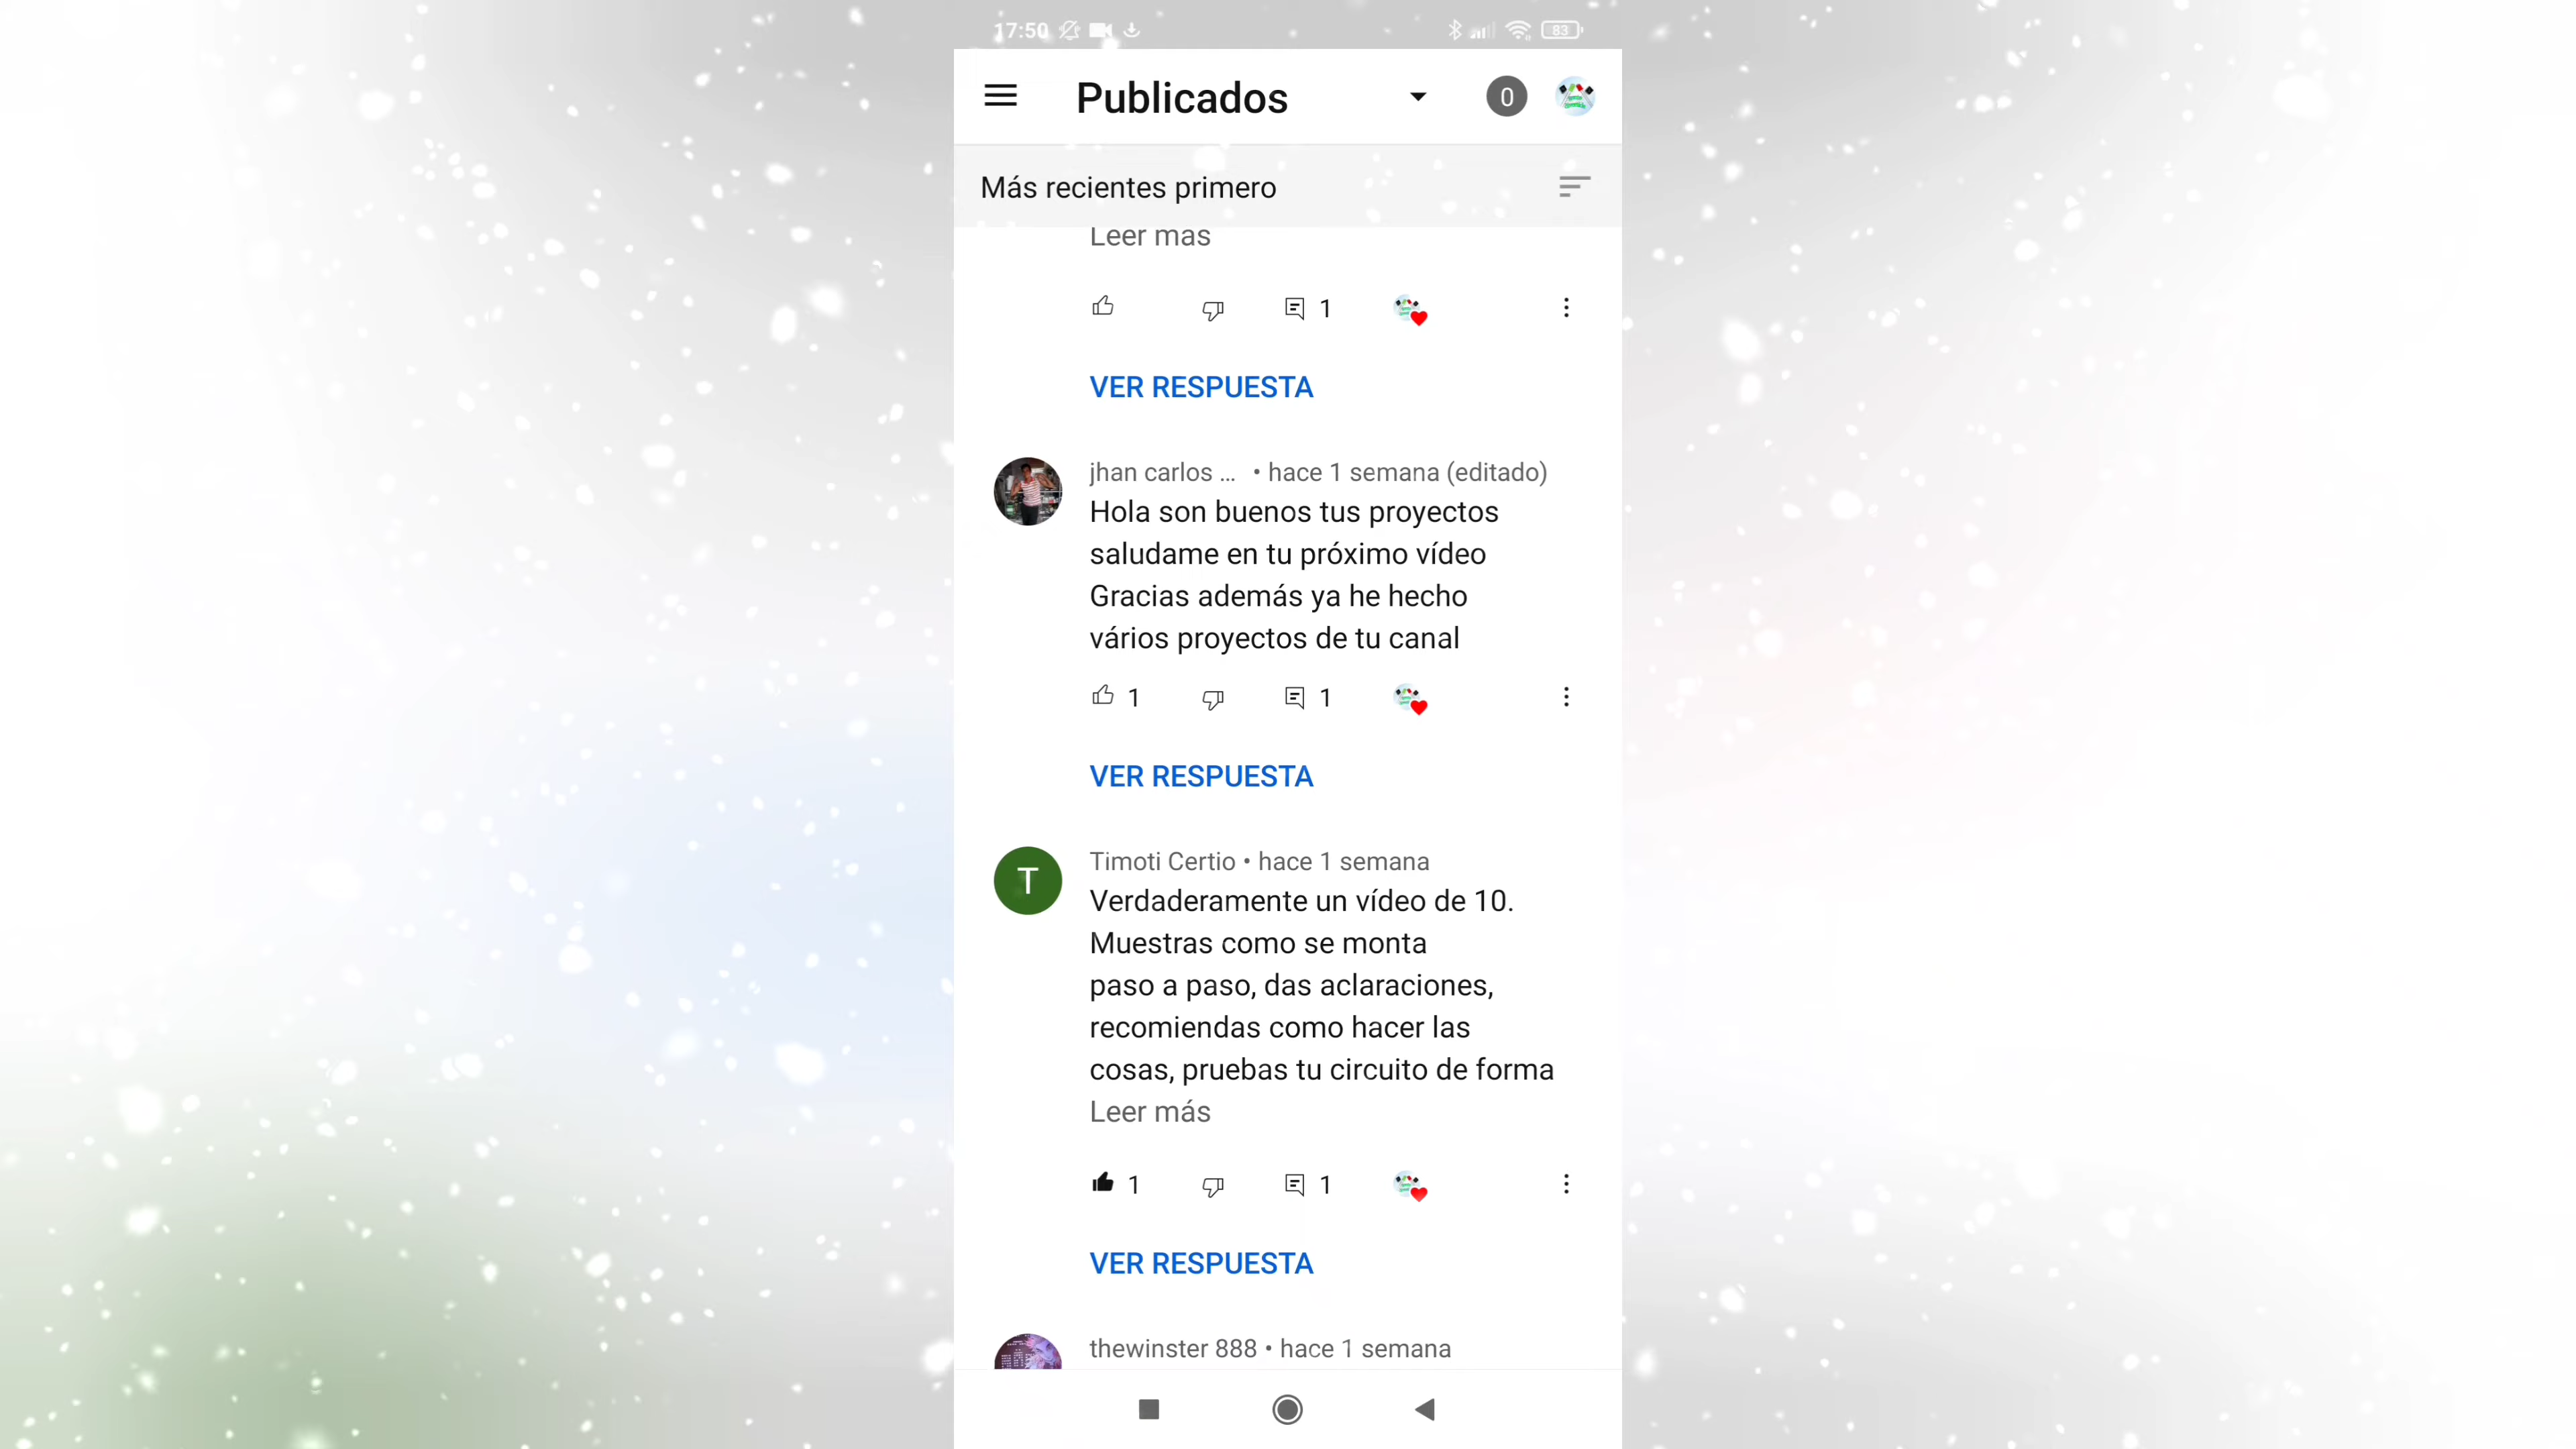 17:50
83
Publicados
0
Más recientes primero
Leer mas
1
VER RESPUESTA
jhan carlos ... • hace 1 semana (editado)
Hola son buenos tus proyectos
saludame en tu próximo vídeo
Gracias además ya he hecho
vários proyectos de tu canal
1 1
VER RESPUESTA
T
Timoti Certio • hace 1 semana
Verdaderamente un vídeo de 10.
Muestras como se monta
paso a paso, das aclaraciones,
recomiendas como hacer las
cosas, pruebas tu circuito de forma
Leer más
1 1
VER RESPUESTA
thewinster 888 • hace 1 semana